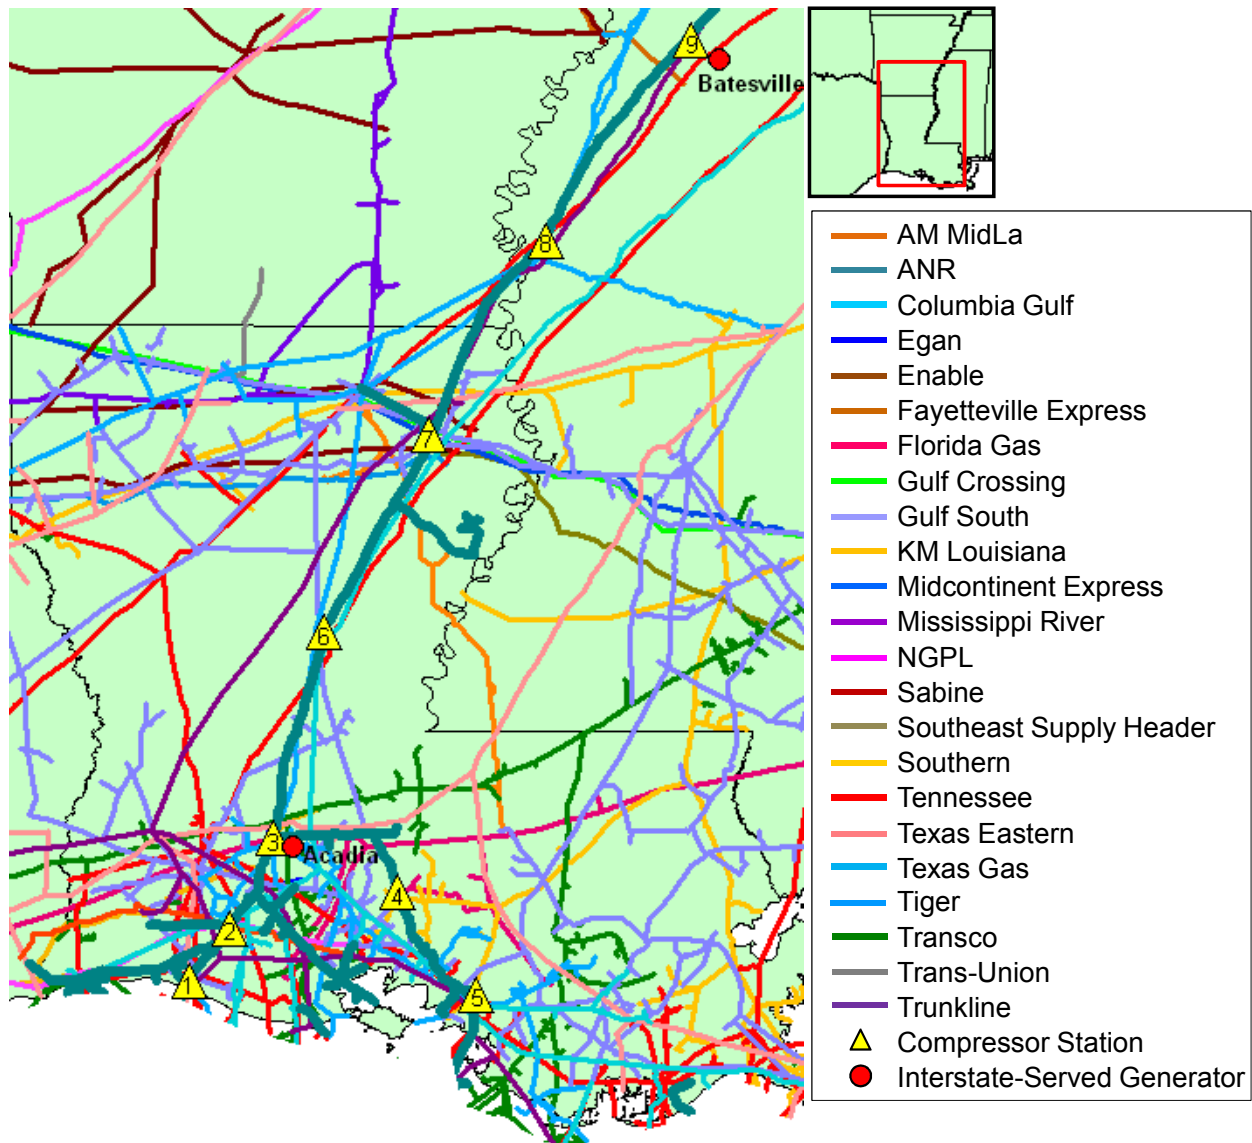 9
Batesville
8
7
6
3
Acadia
4
2
1
5
AM MidLa
ANR
Columbia Gulf
Egan
Enable
Fayetteville Express
Florida Gas
Gulf Crossing
Gulf South
KM Louisiana
Midcontinent Express
Mississippi River
NGPL
Sabine
Southeast Supply Header
Southern
Tennessee
Texas Eastern
Texas Gas
Tiger
Transco
Trans-Union
Trunkline
Compressor Station
Interstate-Served Generator